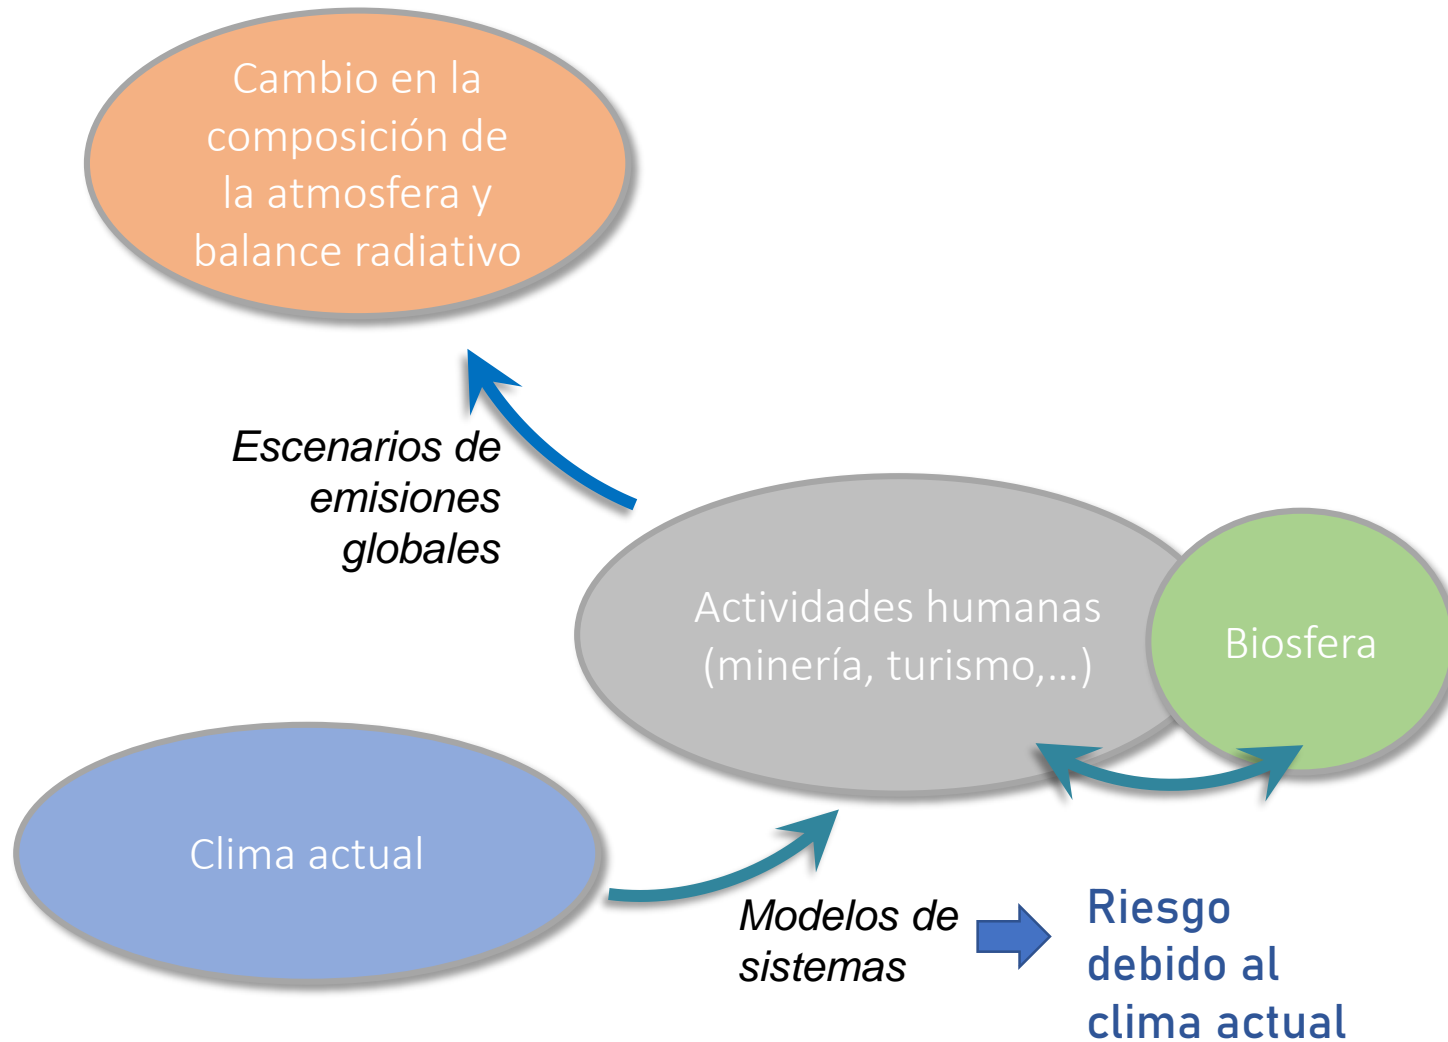 Cambio en la
composición de
la atmosfera y
balance radiativo
Escenarios de
emisiones
globales
Actividades humanas
(minería, turismo,...)
Biosfera
Clima actual
Modelos de
sistemas
Riesgo
debido al
clima actual